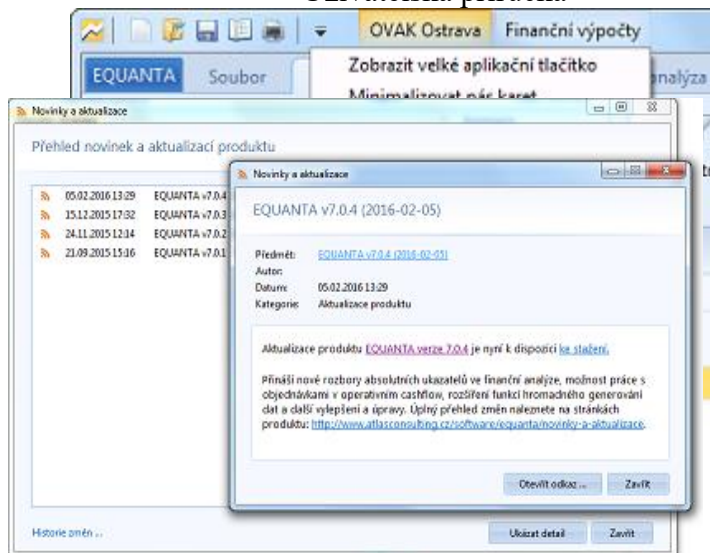 OVAK Ostrava Finanční výpočty
EQUANTA Soubor
Zobrazit velké aplikační tlačítko
Minimalizovat pás karet
nalýza
Novinky a aktualizace
Přehled novinek a aktualizací produktu
05.02.2016 13:29 EQUANTA v7.0.4
15.12.2015 17:32 EQUANTA v7.0.3
24.11.2015 12:14 EQUANTA v7.0.2
21.09.2015 15:16 EQUANTA v7.0.1
Historie změn ...
Ukázat detail Zavřít
Novinky a aktualizace
EQUANTA v7.0.4 (2016-02-05)
Předmět: EQUANTA v7.0.4 (2016-02-05)
Autor:
Datum: 05.02.2016 13:29
Kategorie: Aktualizace produktu
Aktualizace produktu EQUANTA verze 7.0.4 je nyní k dispozici ke stažení.
Přináší nové rozbory absolutních ukazatelů ve finanční analýze, možnost práce s
objednávkami v operativním cashflow, rozšíření funkcí hromadného generování
dat a další vylepšení a úpravy. Úplný přehled změn naleznete na stránkách
produktu: http://www.atlasconsulting.cz/software/equanta/novinky-a-aktualizace.
Otevřít odkaz ... Zavřít